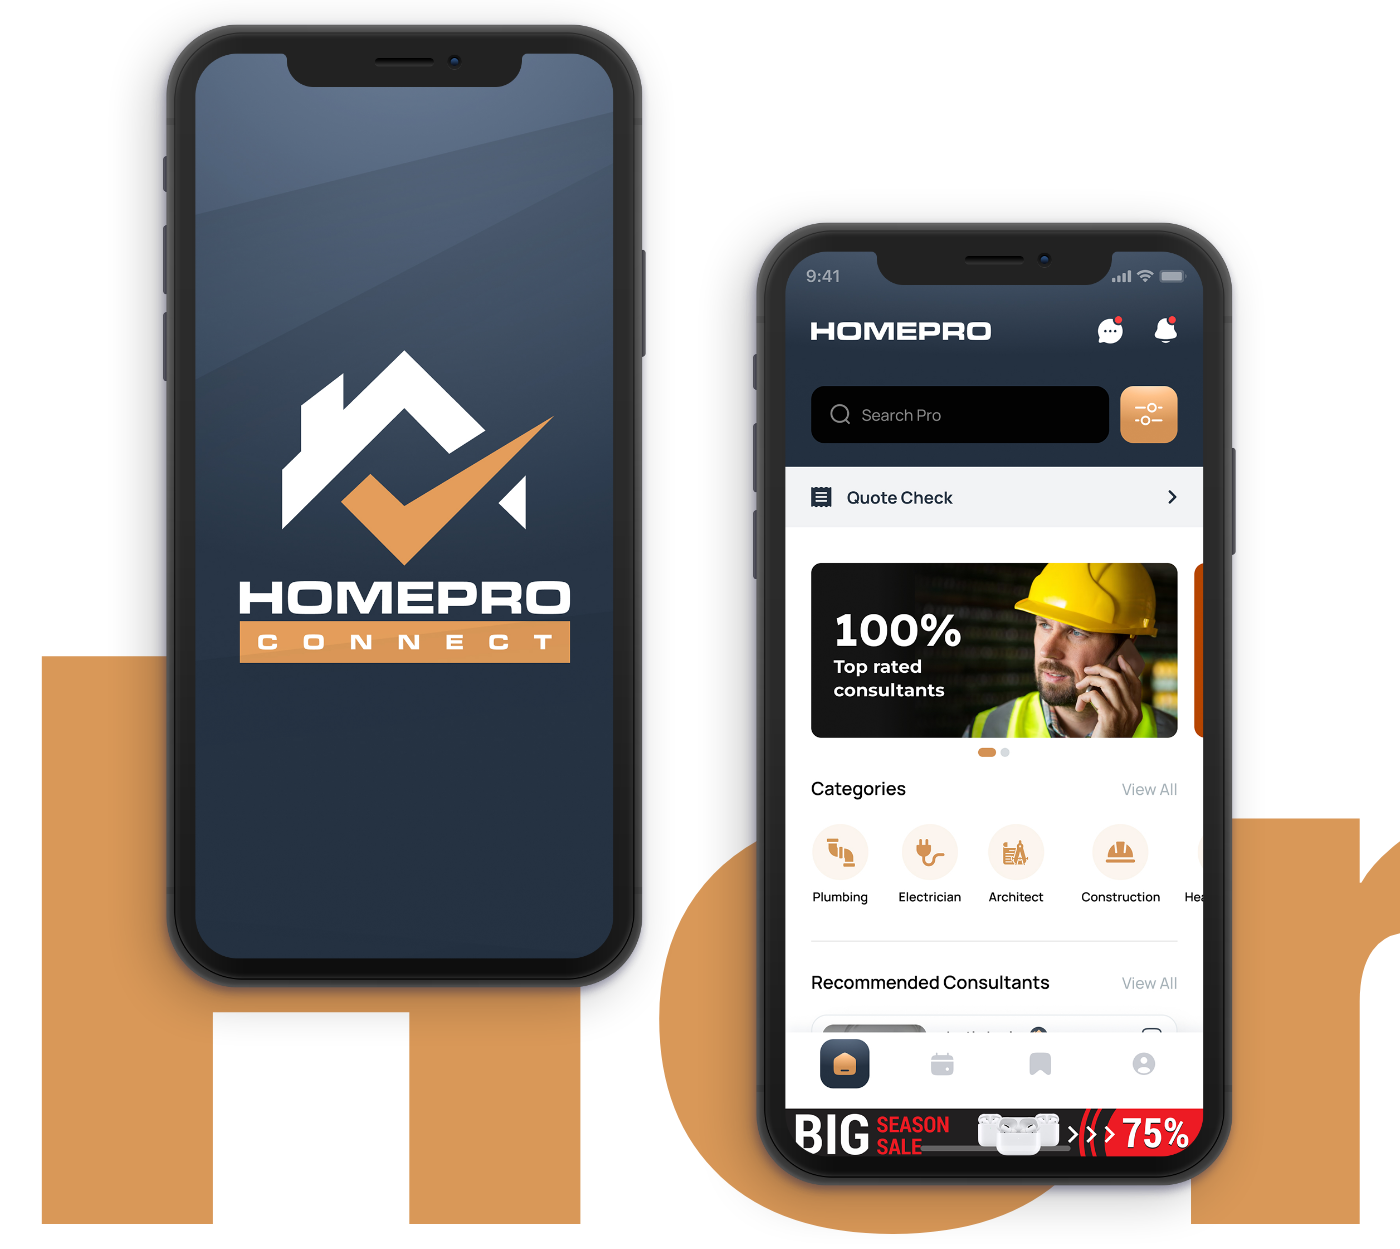 HOMEPRO
CONNECT
9:41
HOMEPRO
Search Pro
Quote Check
100%
Top rated
consultants
Categories
View All
Plumbing
Electrician
Architect
Construction
Hea
Recommended Consultants
View All
BIG
SEASON
SALE
75%